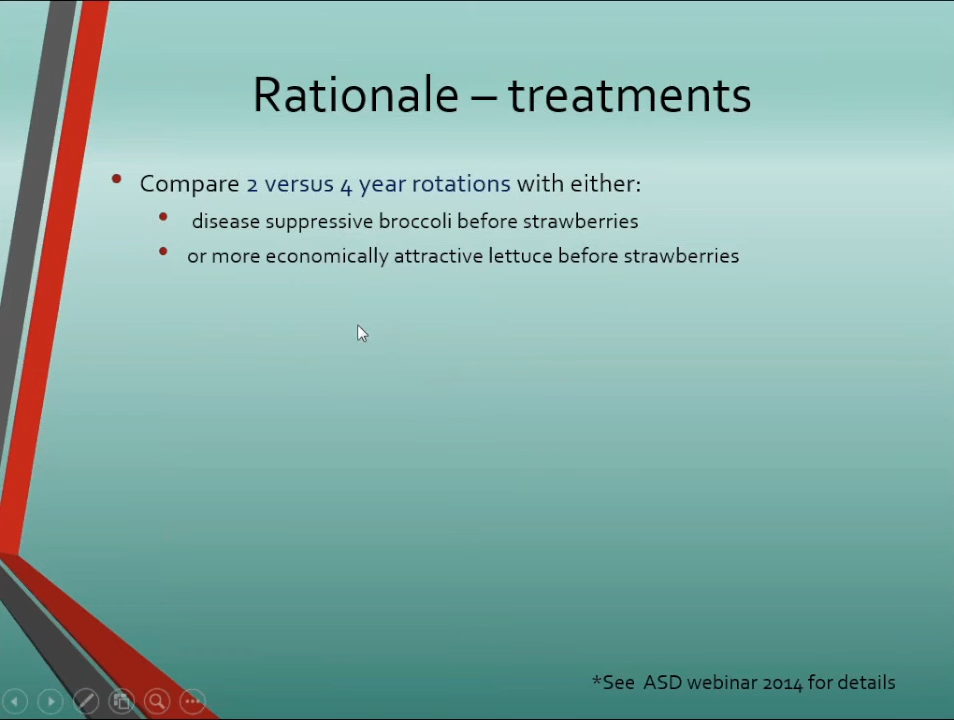 Rationale – treatments
• Compare 2 versus 4 year rotations with either:
• disease suppressive broccoli before strawberries
• or more economically attractive lettuce before strawberries
*See ASD webinar 2014 for details